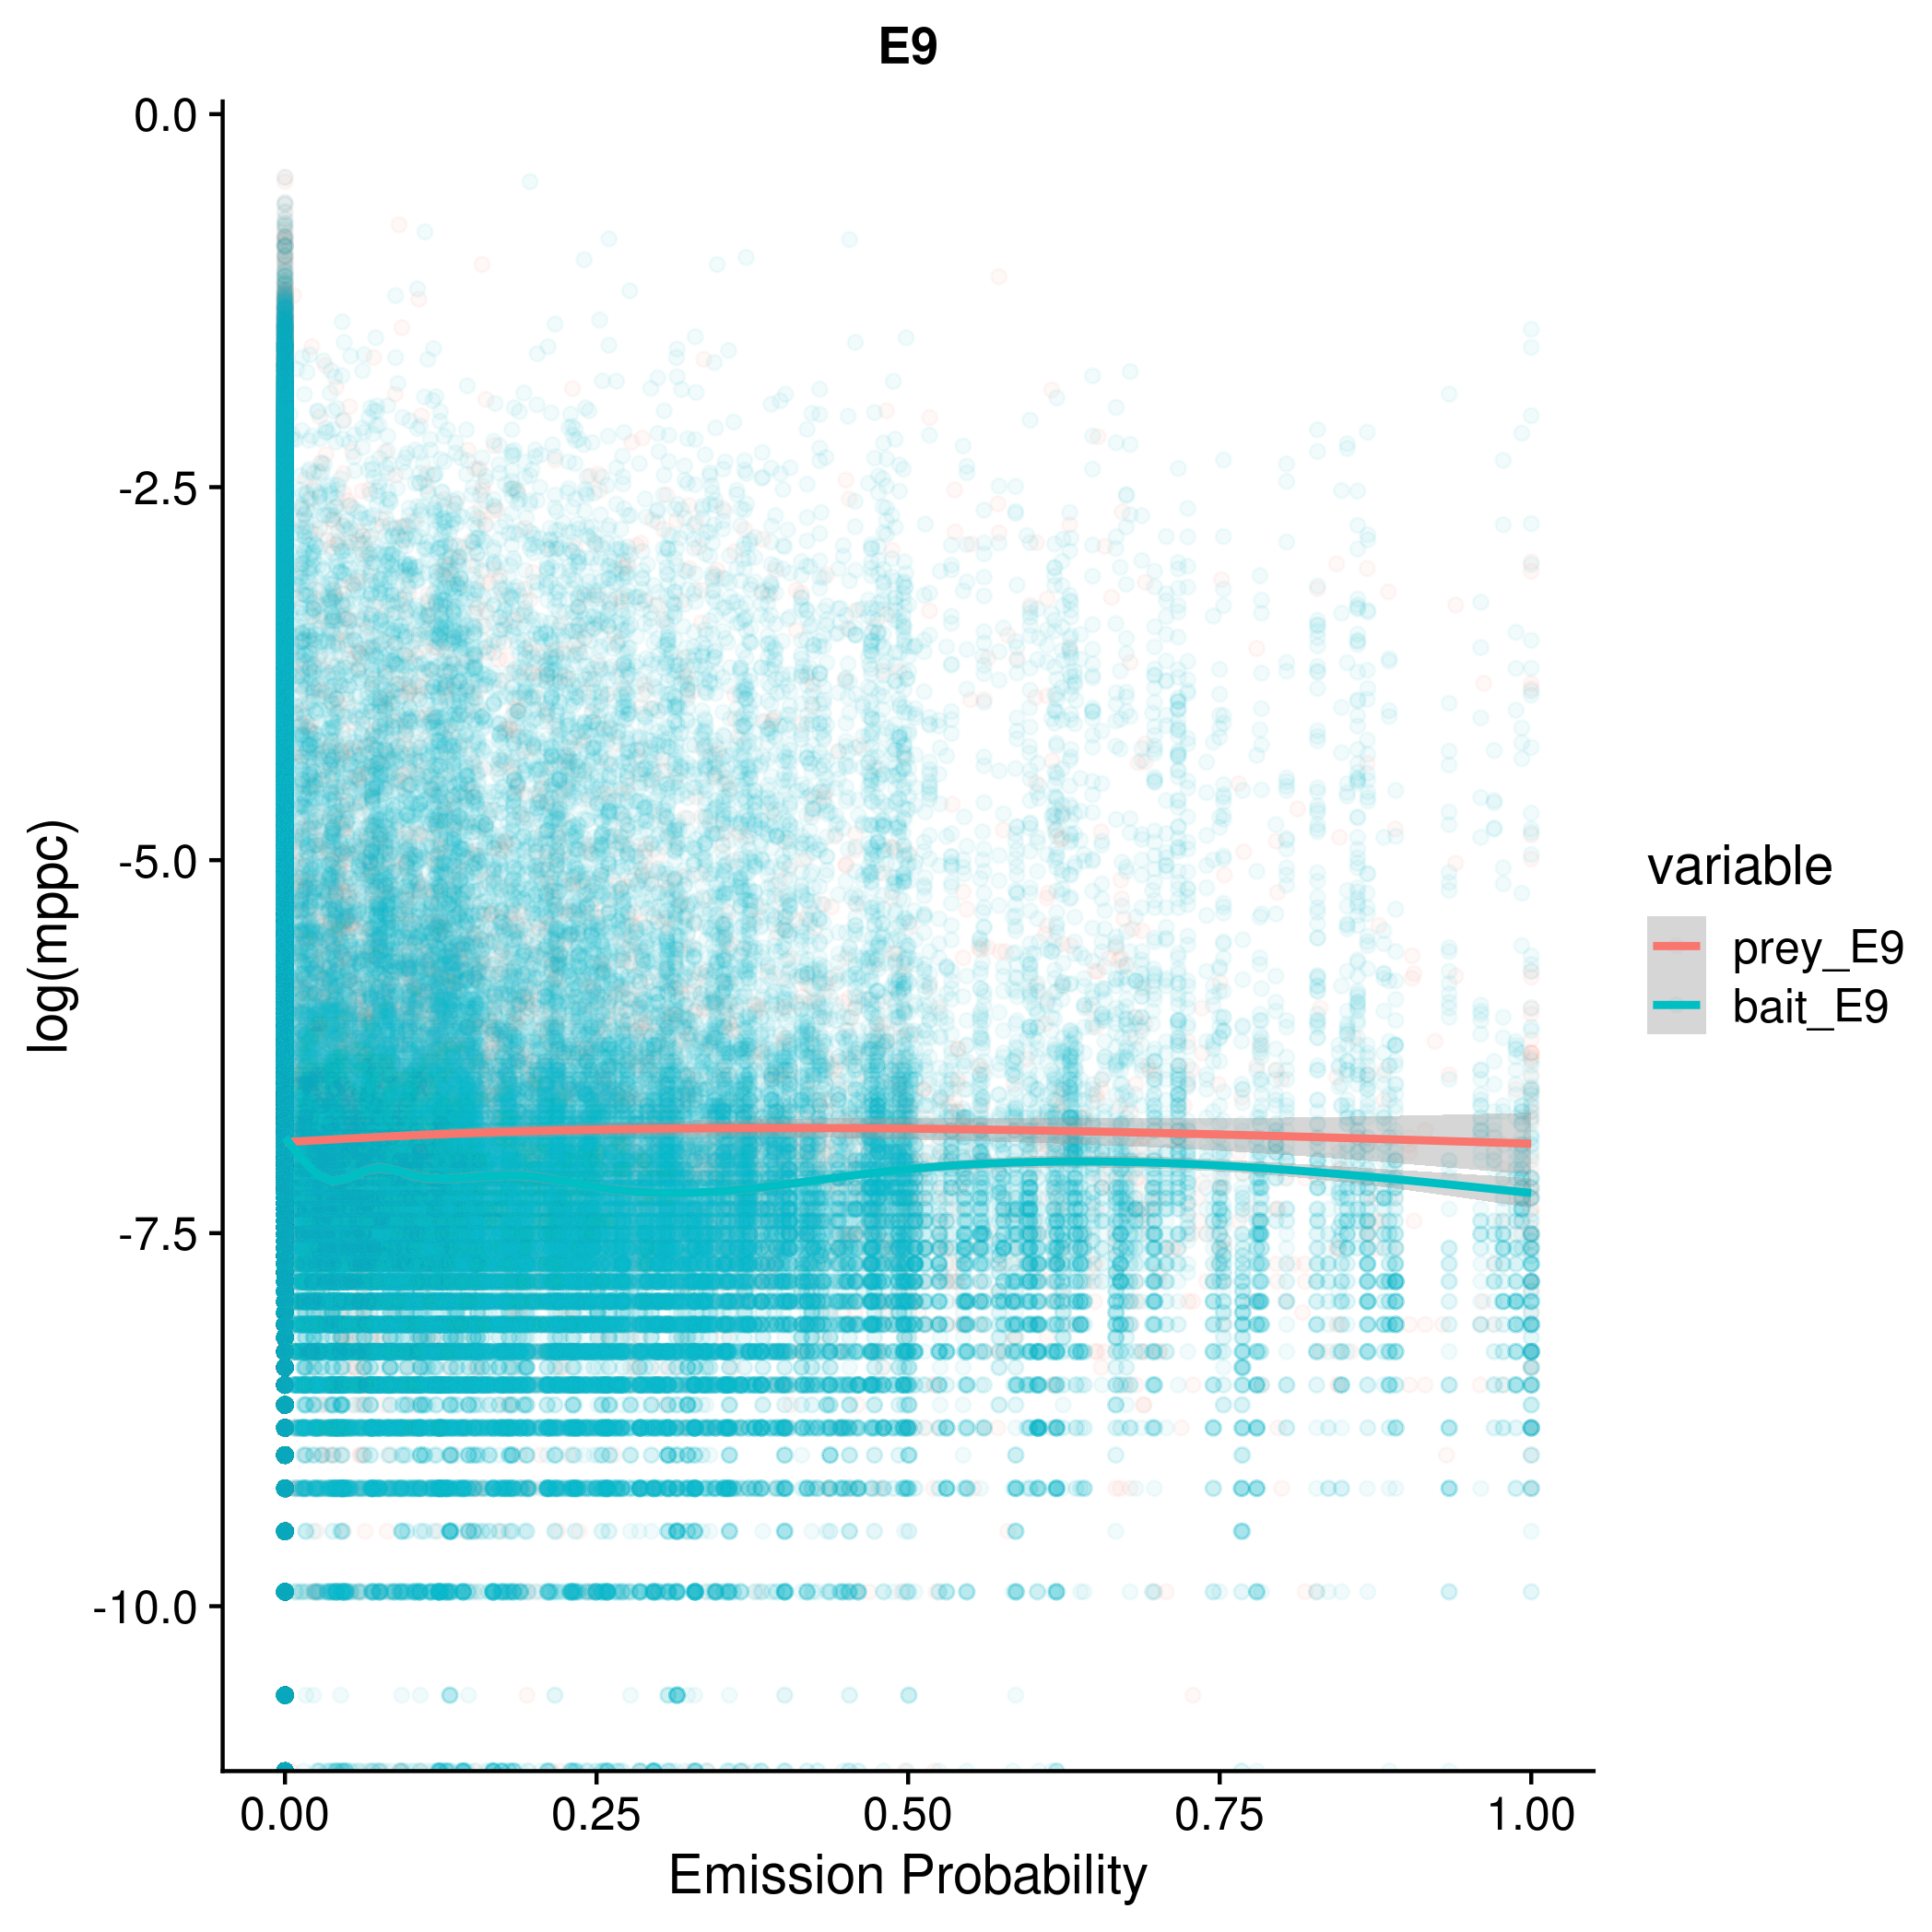 E9
0.0
-2.5
-5.0
-7.5
-10.0
log(mppc)
0.00 0.25 0.50 0.75 1.00
Emission Probability
variable
prey_E9
bait_E9